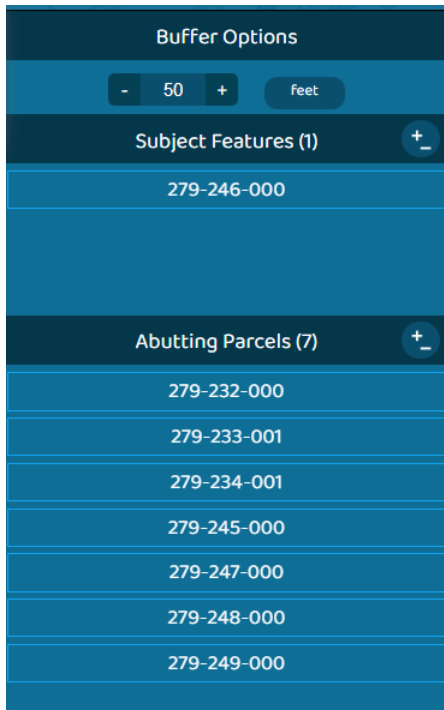 Buffer Options
- 50 + feet
Subject Features (1) +_
279-246-000
Abutting Parcels (7) +_
279-232-000
279-233-001
279-234-001
279-245-000
279-247-000
279-248-000
279-249-000